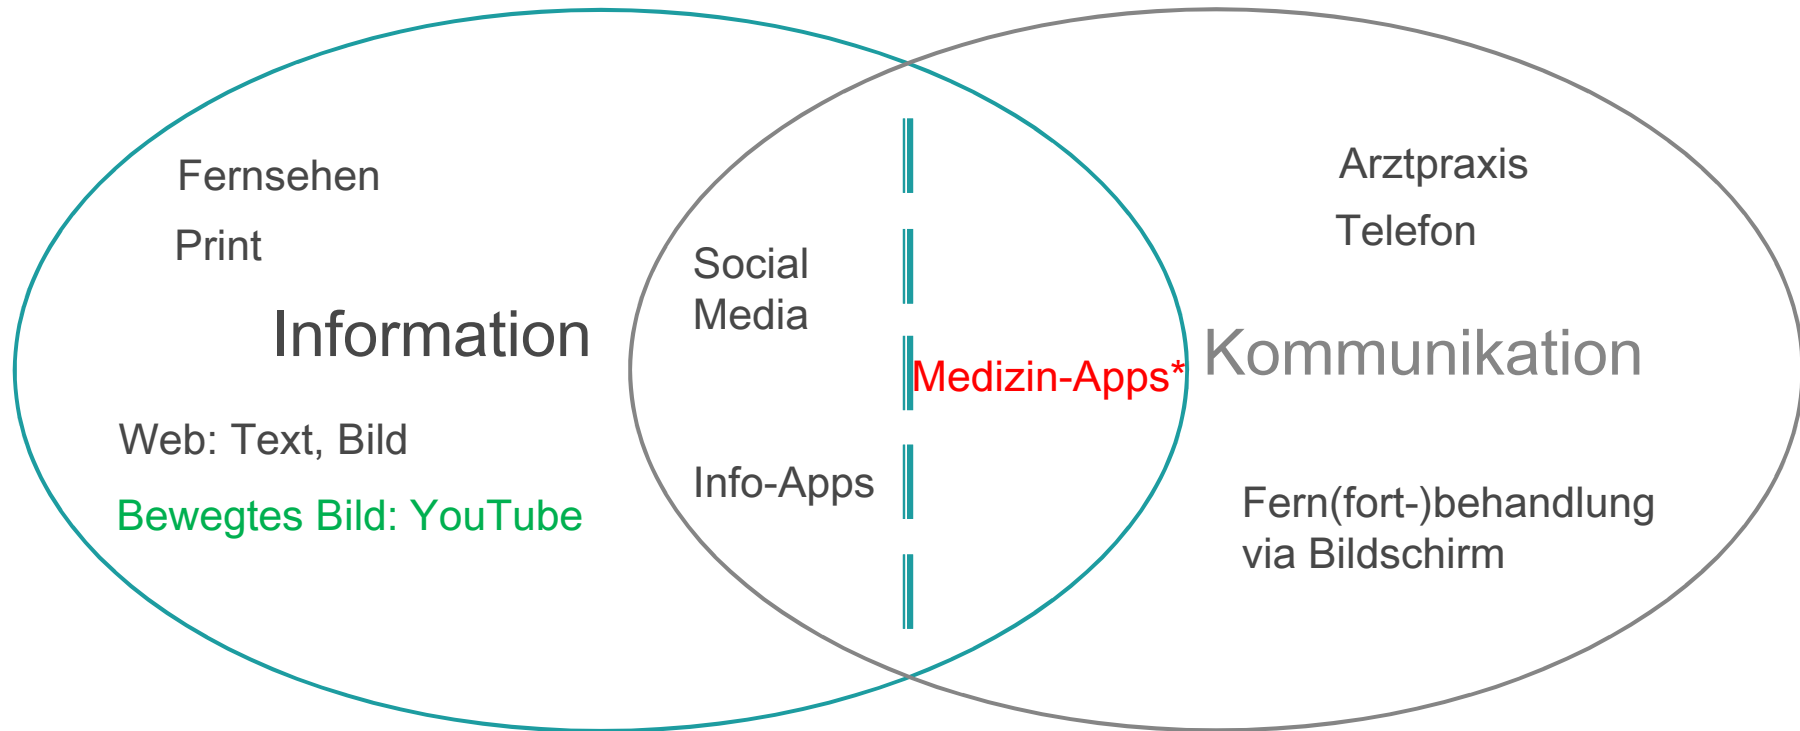 Fernsehen
Print
Information
Web: Text, Bild
Bewegtes Bild: YouTube
Social
Media
Info-Apps
Medizin-Apps*
Arztpraxis
Telefon
Kommunikation
Fern(fort-)behandlung
via Bildschirm